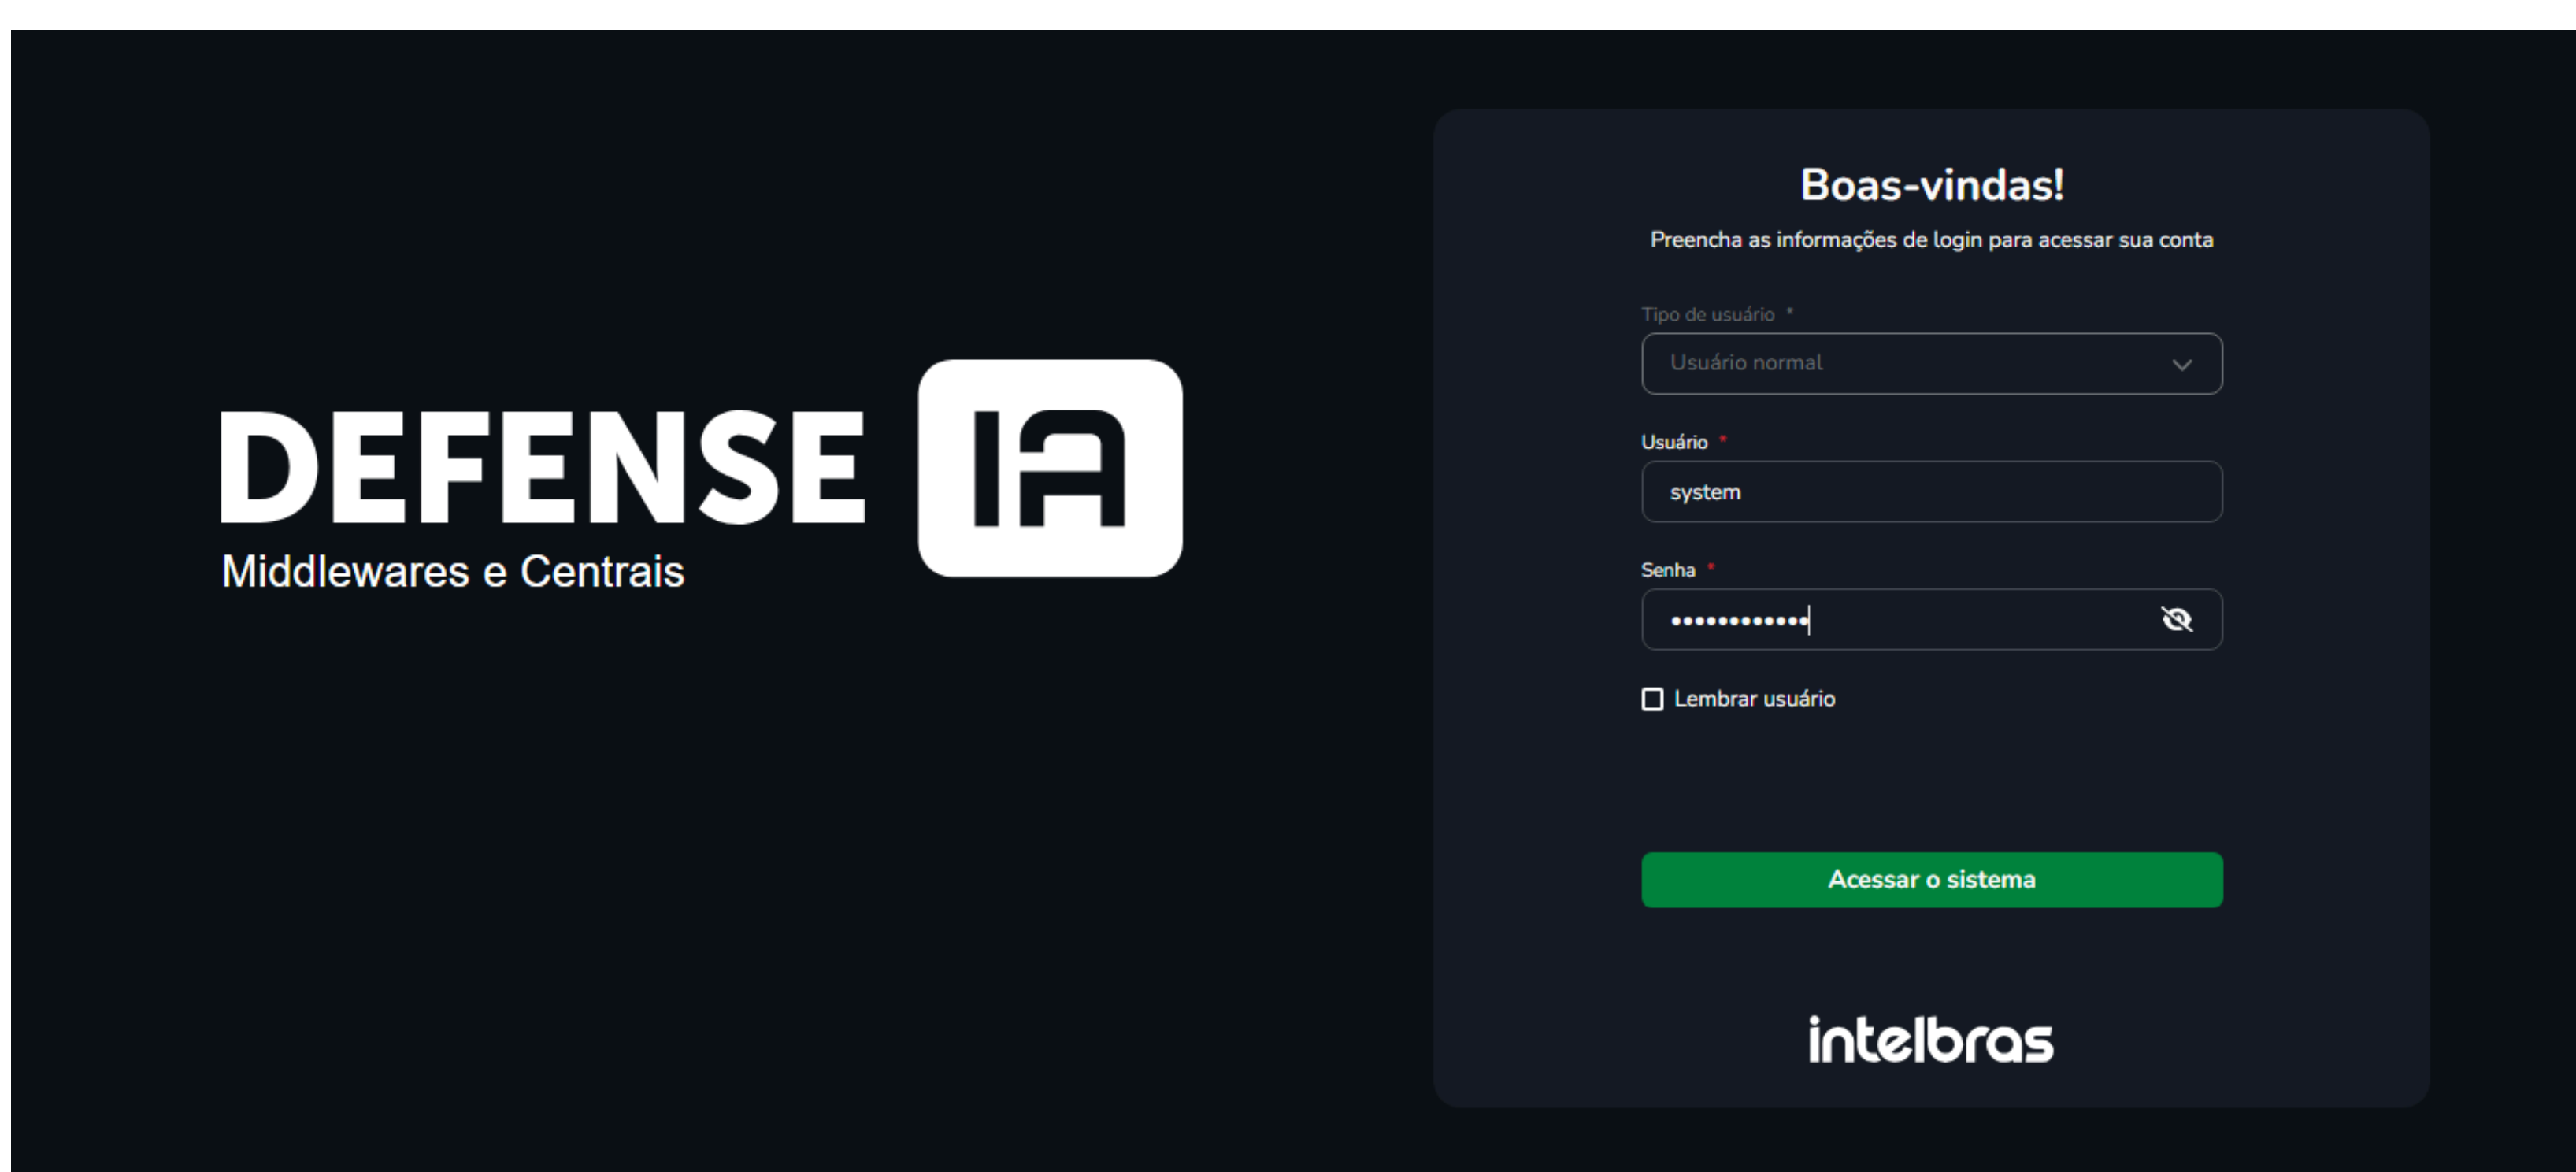 DEFENSE IA
Middlewares e Centrais
Boas-vindas!
Preencha as informações de login para acessar sua conta
Tipo de usuário *
Usuário normal
Usuário *
system
Senha *
••••••••••••
Lembrar usuário
Acessar o sistema
intelbras